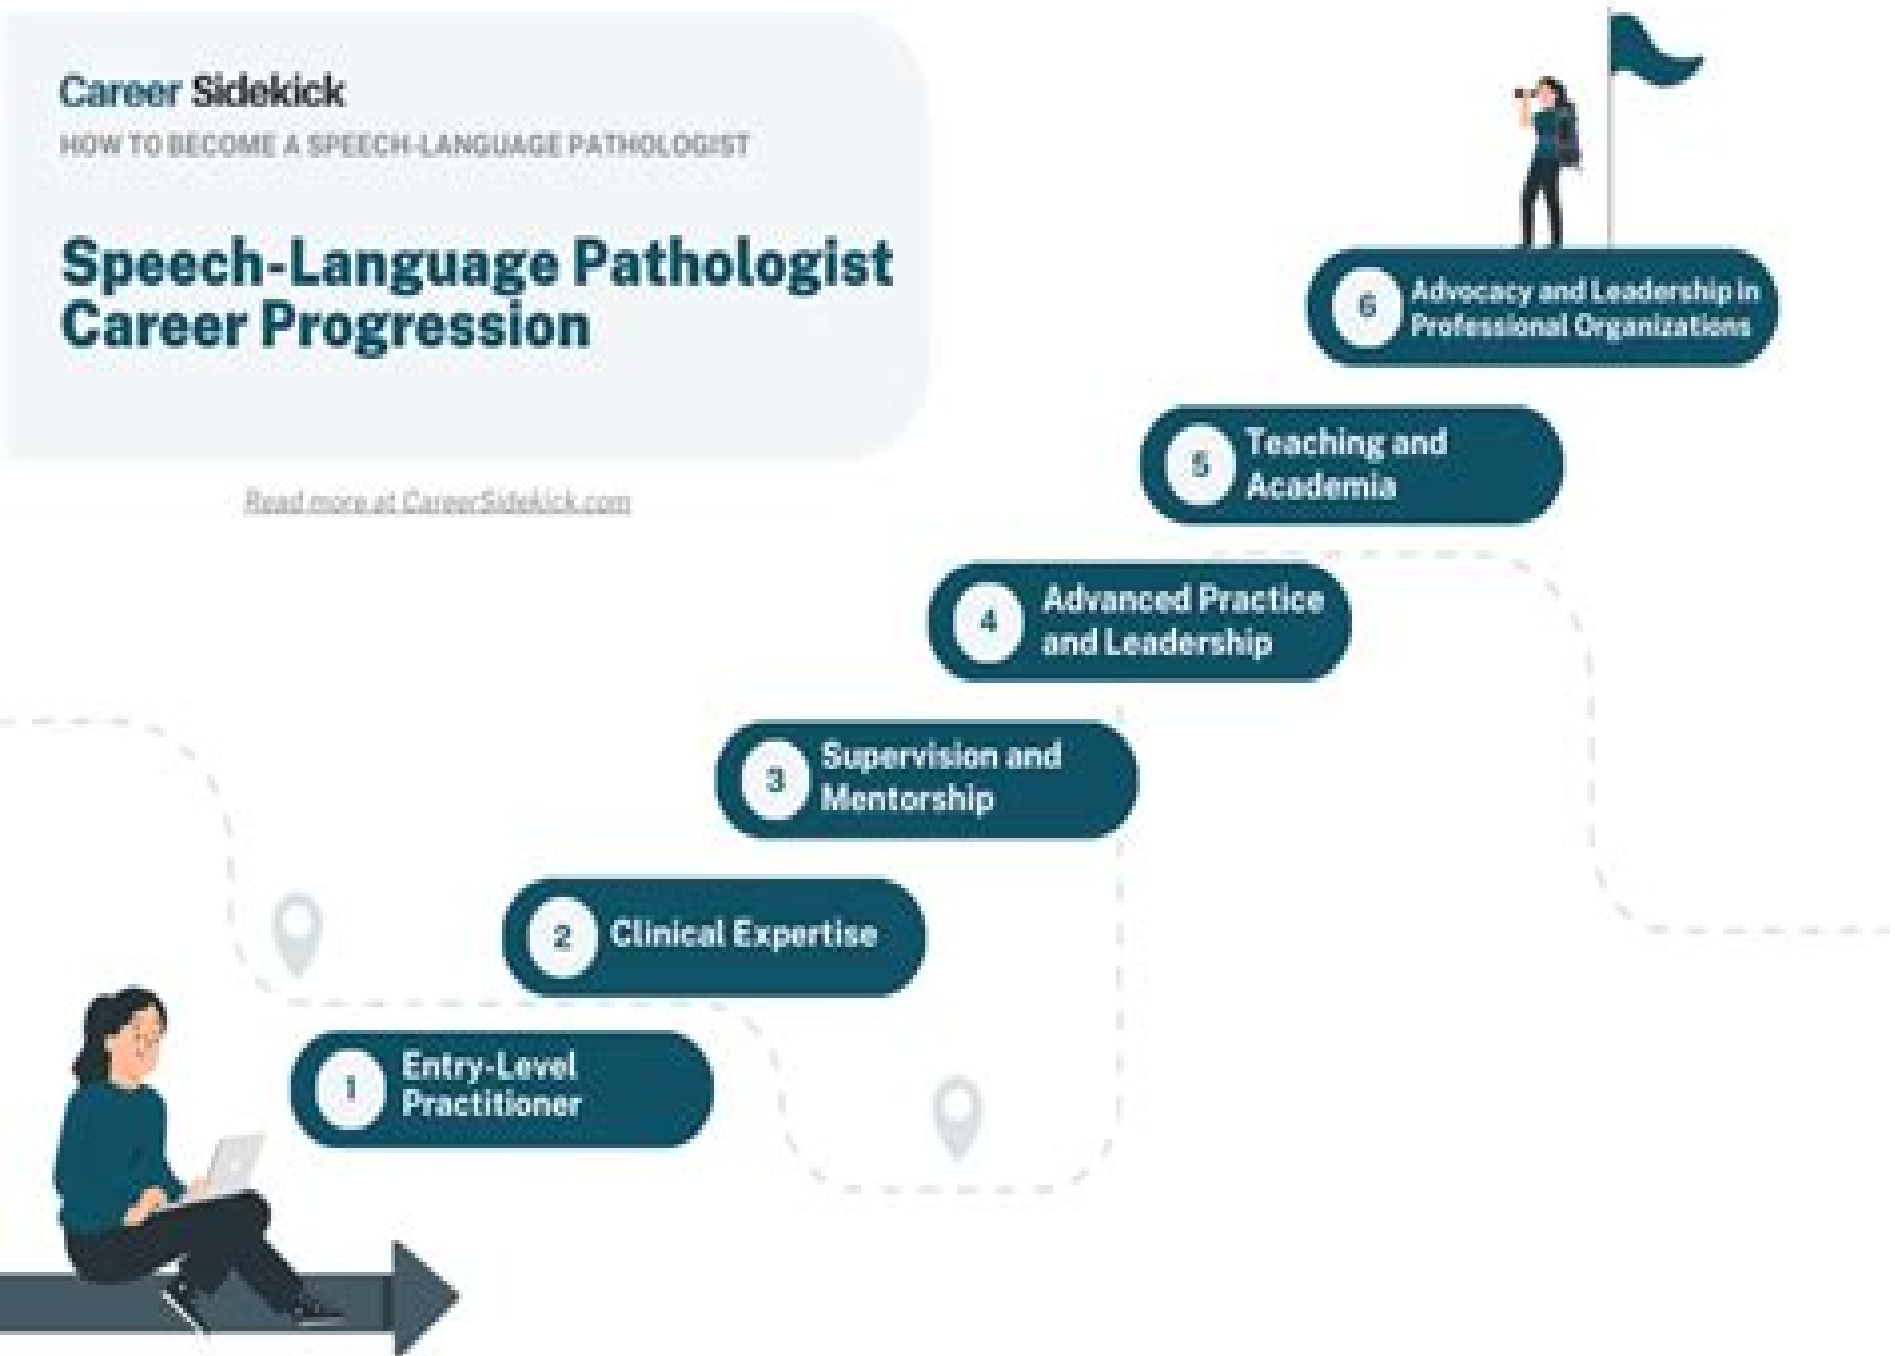 Career Sidekick
HOW TO BECOME A SPEECH-LANGUAGE PATHOLOGIST
Speech-Language Pathologist
Career Progression
Read more at CareerSidekick.com
6
Advocacy and Leadership in
Professional Organizations
5
Teaching and
Academia
4
Advanced Practice
and Leadership
3
Supervision and
Mentorship
2
Clinical Expertise
1
Entry-Level
Practitioner